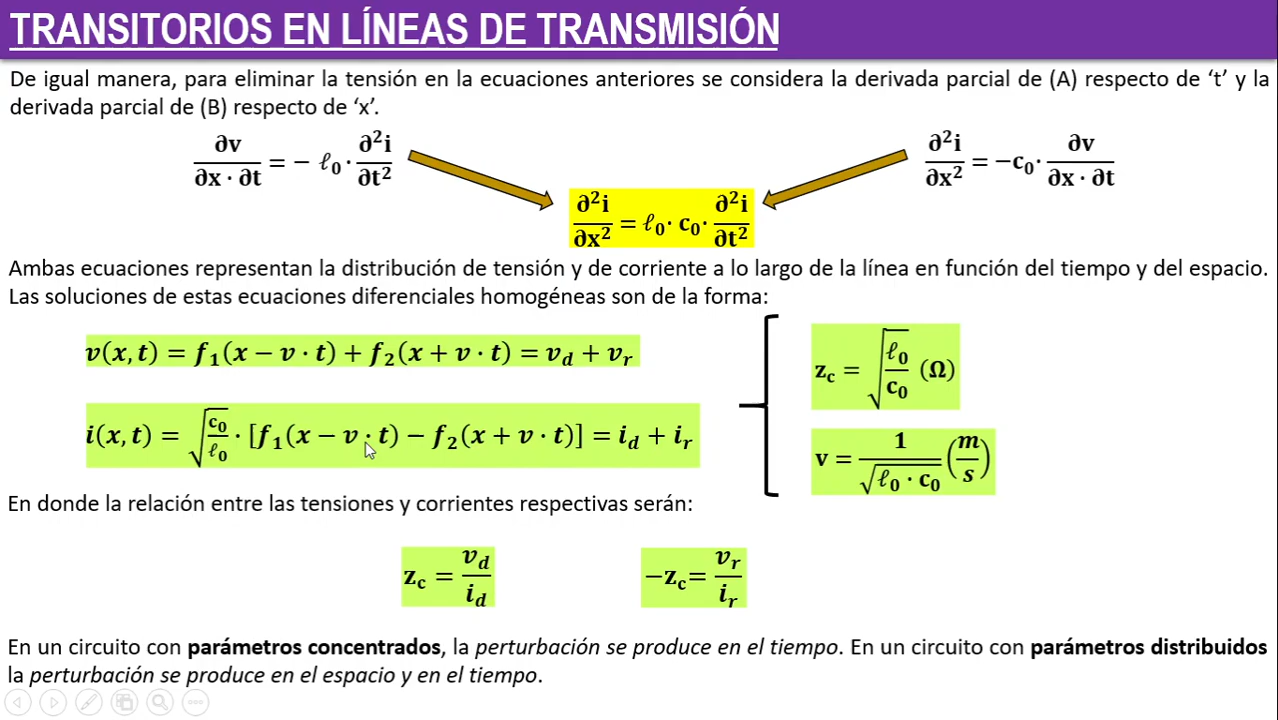 TRANSITORIOS EN LÍNEAS DE TRANSMISIÓN
De igual manera, para eliminar la tensión en la ecuaciones anteriores se considera la derivada parcial de (A) respecto de ‘t’ y la
derivada parcial de (B) respecto de ‘x’.
∂v/(∂x · ∂t) = − ℓ₀ · ∂²i/∂t²
∂²i/∂x² = −c₀ · ∂v/(∂x · ∂t)
∂²i/∂x² = ℓ₀ · c₀ · ∂²i/∂t²
Ambas ecuaciones representan la distribución de tensión y de corriente a lo largo de la línea en función del tiempo y del espacio.
Las soluciones de estas ecuaciones diferenciales homogéneas son de la forma:
v(x, t) = f₁(x − v · t) + f₂(x + v · t) = v_d + v_r
z_c = √(ℓ₀/c₀) (Ω)
i(x, t) = √(c₀/ℓ₀) · [f₁(x − v · t) − f₂(x + v · t)] = i_d + i_r
v = 1/√(ℓ₀ · c₀) (m/s)
En donde la relación entre las tensiones y corrientes respectivas serán:
z_c = v_d/i_d
−z_c = v_r/i_r
En un circuito con parámetros concentrados, la perturbación se produce en el tiempo. En un circuito con parámetros distribuidos
la perturbación se produce en el espacio y en el tiempo.